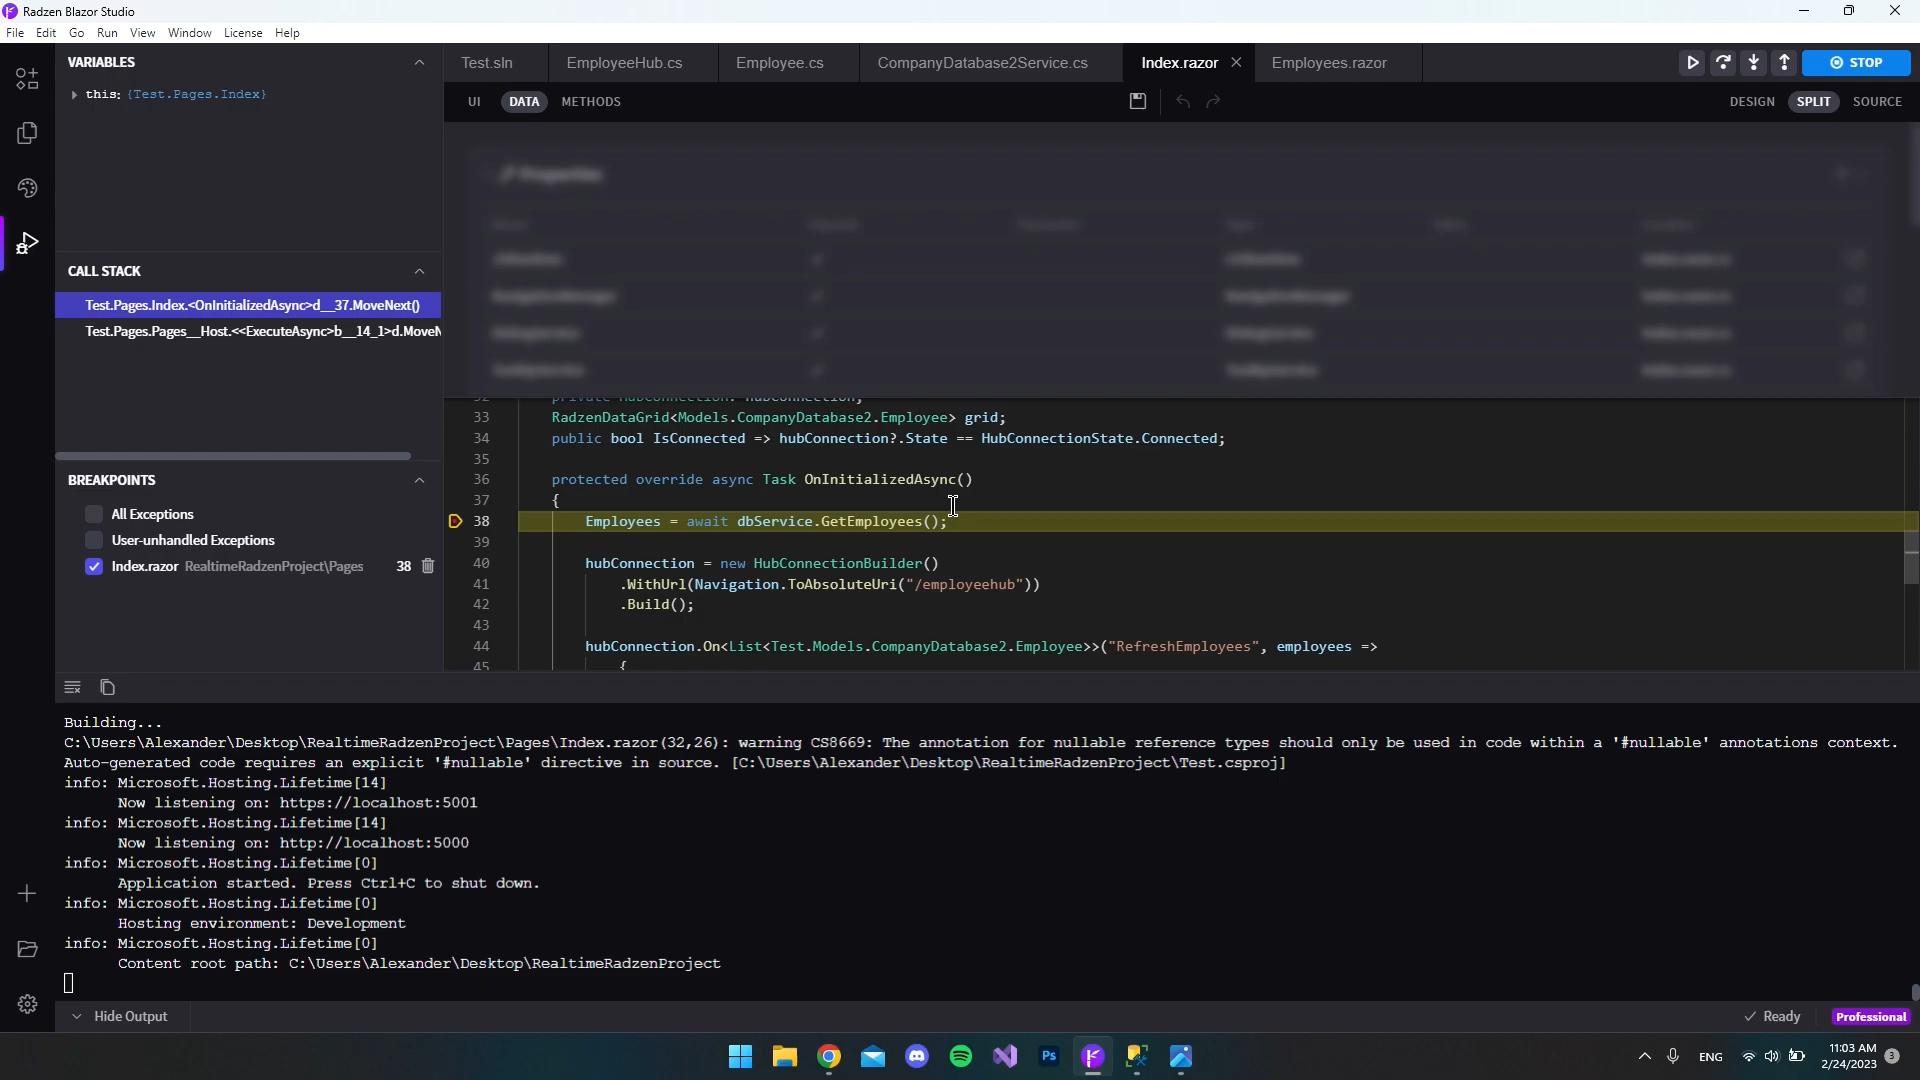 Radzen Blazor Studio
File Edit Go Run View Window License Help
VARIABLES
this: {Test.Pages.Index}
CALL STACK
Test.Pages.Index.<OnInitializedAsync>d__37.MoveNext()
Test.Pages.Pages__Host.<<ExecuteAsync>b__14_1>d.MoveN
BREAKPOINTS
All Exceptions
User-unhandled Exceptions
Index.razor RealtimeRadzenProject\Pages 38
Test.sln EmployeeHub.cs Employee.cs CompanyDatabase2Service.cs Index.razor Employees.razor
STOP
UI DATA METHODS
DESIGN SPLIT SOURCE
Properties
33 RadzenDataGrid<Models.CompanyDatabase2.Employee> grid;
34 public bool IsConnected => hubConnection?.State == HubConnectionState.Connected;
35
36 protected override async Task OnInitializedAsync()
37 {
38 Employees = await dbService.GetEmployees();
39
40 hubConnection = new HubConnectionBuilder()
41 .WithUrl(Navigation.ToAbsoluteUri("/employeehub"))
42 .Build();
43
44 hubConnection.On<List<Test.Models.CompanyDatabase2.Employee>>("RefreshEmployees", employees =>
45 {
Building...
C:\Users\Alexander\Desktop\RealtimeRadzenProject\Pages\Index.razor(32,26): warning CS8669: The annotation for nullable reference types should only be used in code within a '#nullable' annotations context.
Auto-generated code requires an explicit '#nullable' directive in source. [C:\Users\Alexander\Desktop\RealtimeRadzenProject\Test.csproj]
info: Microsoft.Hosting.Lifetime[14]
Now listening on: https://localhost:5001
info: Microsoft.Hosting.Lifetime[14]
Now listening on: http://localhost:5000
info: Microsoft.Hosting.Lifetime[0]
Application started. Press Ctrl+C to shut down.
info: Microsoft.Hosting.Lifetime[0]
Hosting environment: Development
info: Microsoft.Hosting.Lifetime[0]
Content root path: C:\Users\Alexander\Desktop\RealtimeRadzenProject
Hide Output
Ready Professional
Ps
ENG
11:03 AM
2/24/2023
3